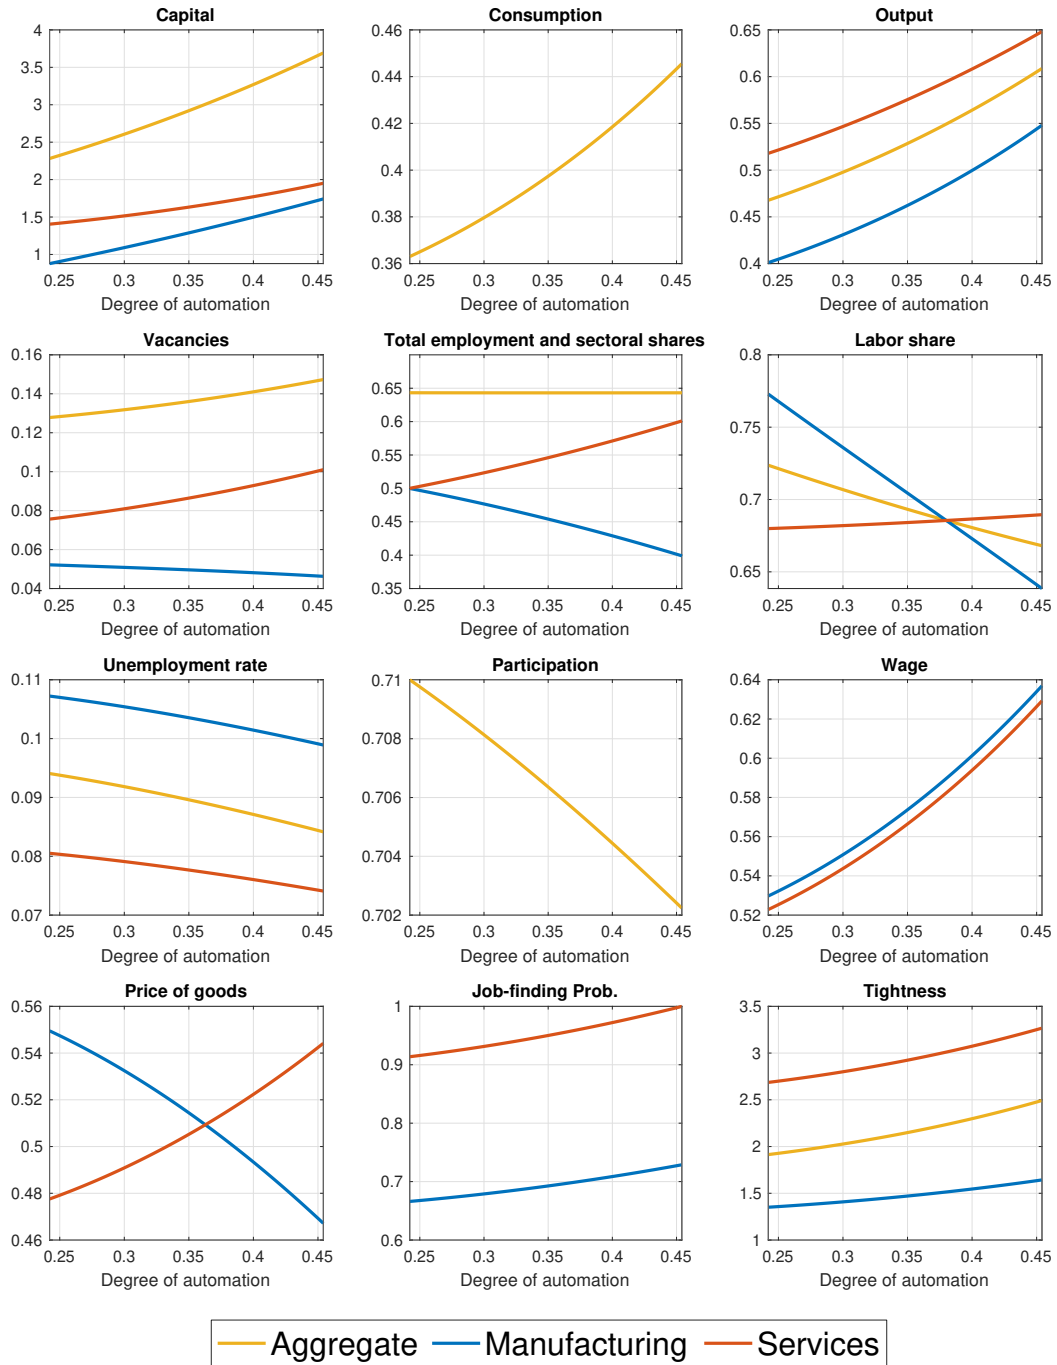 Capital Consumption Output
4 0.46 0.65
3.5 0.44 0.6
3 0.42 0.55
2.5 0.4 0.5
2 0.38 0.45
1.5 0.36 0.4
1
0.25 0.3 0.35 0.4 0.45 0.25 0.3 0.35 0.4 0.45 0.25 0.3 0.35 0.4 0.45
Degree of automation Degree of automation Degree of automation
Vacancies Total employment and sectoral shares Labor share
0.16 0.65 0.8
0.14 0.6 0.75
0.12 0.55 0.7
0.1 0.5 0.65
0.08 0.45
0.06 0.4
0.04 0.35
0.25 0.3 0.35 0.4 0.45 0.25 0.3 0.35 0.4 0.45 0.25 0.3 0.35 0.4 0.45
Degree of automation Degree of automation Degree of automation
Unemployment rate Participation Wage
0.11 0.71 0.64
0.1 0.708 0.62
0.09 0.706 0.6
0.08 0.704 0.58
0.07 0.702 0.56
0.54
0.52
0.25 0.3 0.35 0.4 0.45 0.25 0.3 0.35 0.4 0.45 0.25 0.3 0.35 0.4 0.45
Degree of automation Degree of automation Degree of automation
Price of goods Job-finding Prob. Tightness
0.56 1 3.5
0.54 0.9 3
0.52 0.8 2.5
0.5 0.7 2
0.48 0.6 1.5
0.46 1
0.25 0.3 0.35 0.4 0.45 0.25 0.3 0.35 0.4 0.45 0.25 0.3 0.35 0.4 0.45
Degree of automation Degree of automation Degree of automation
Aggregate Manufacturing Services